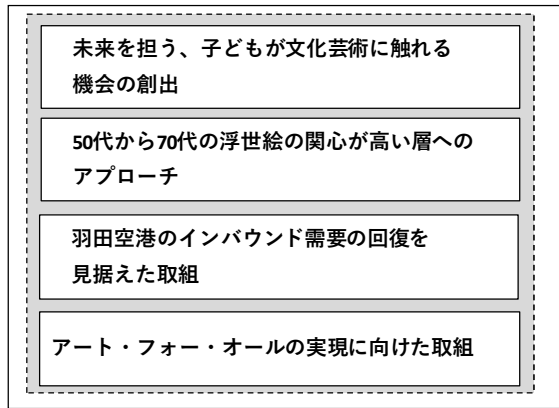 未来を担う、子どもが文化芸術に触れる
機会の創出
50代から70代の浮世絵の関心が高い層への
アプローチ
羽田空港のインバウンド需要の回復を
見据えた取組
アート・フォー・オールの実現に向けた取組